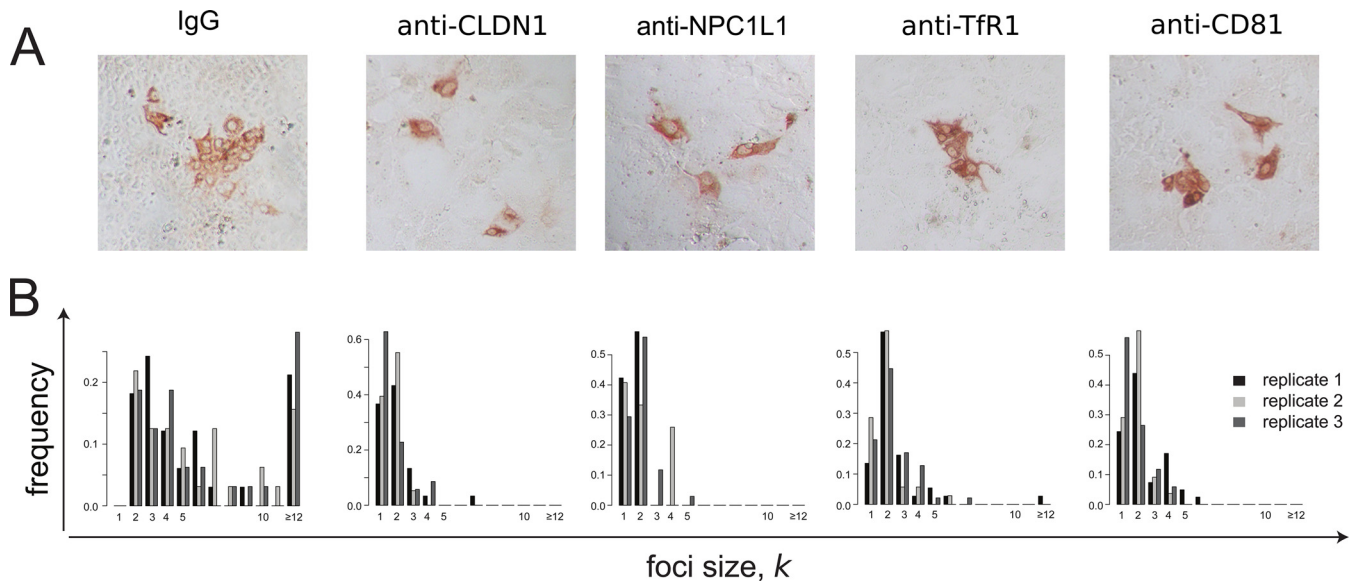 A
IgG
anti-CLDN1
anti-NPC1L1
anti-TfR1
anti-CD81
B
frequency
0.2
0.1
0.0
1 2 3 4 5 10 ≥12
0.6
0.4
0.2
0.0
1 2 3 4 5 10 ≥12
0.5
0.4
0.3
0.2
0.1
0.0
1 2 3 4 5 10 ≥12
0.5
0.4
0.3
0.2
0.1
0.0
1 2 3 4 5 10 ≥12
0.5
0.4
0.3
0.2
0.1
0.0
1 2 3 4 5 10 ≥12
replicate 1
replicate 2
replicate 3
foci size, k